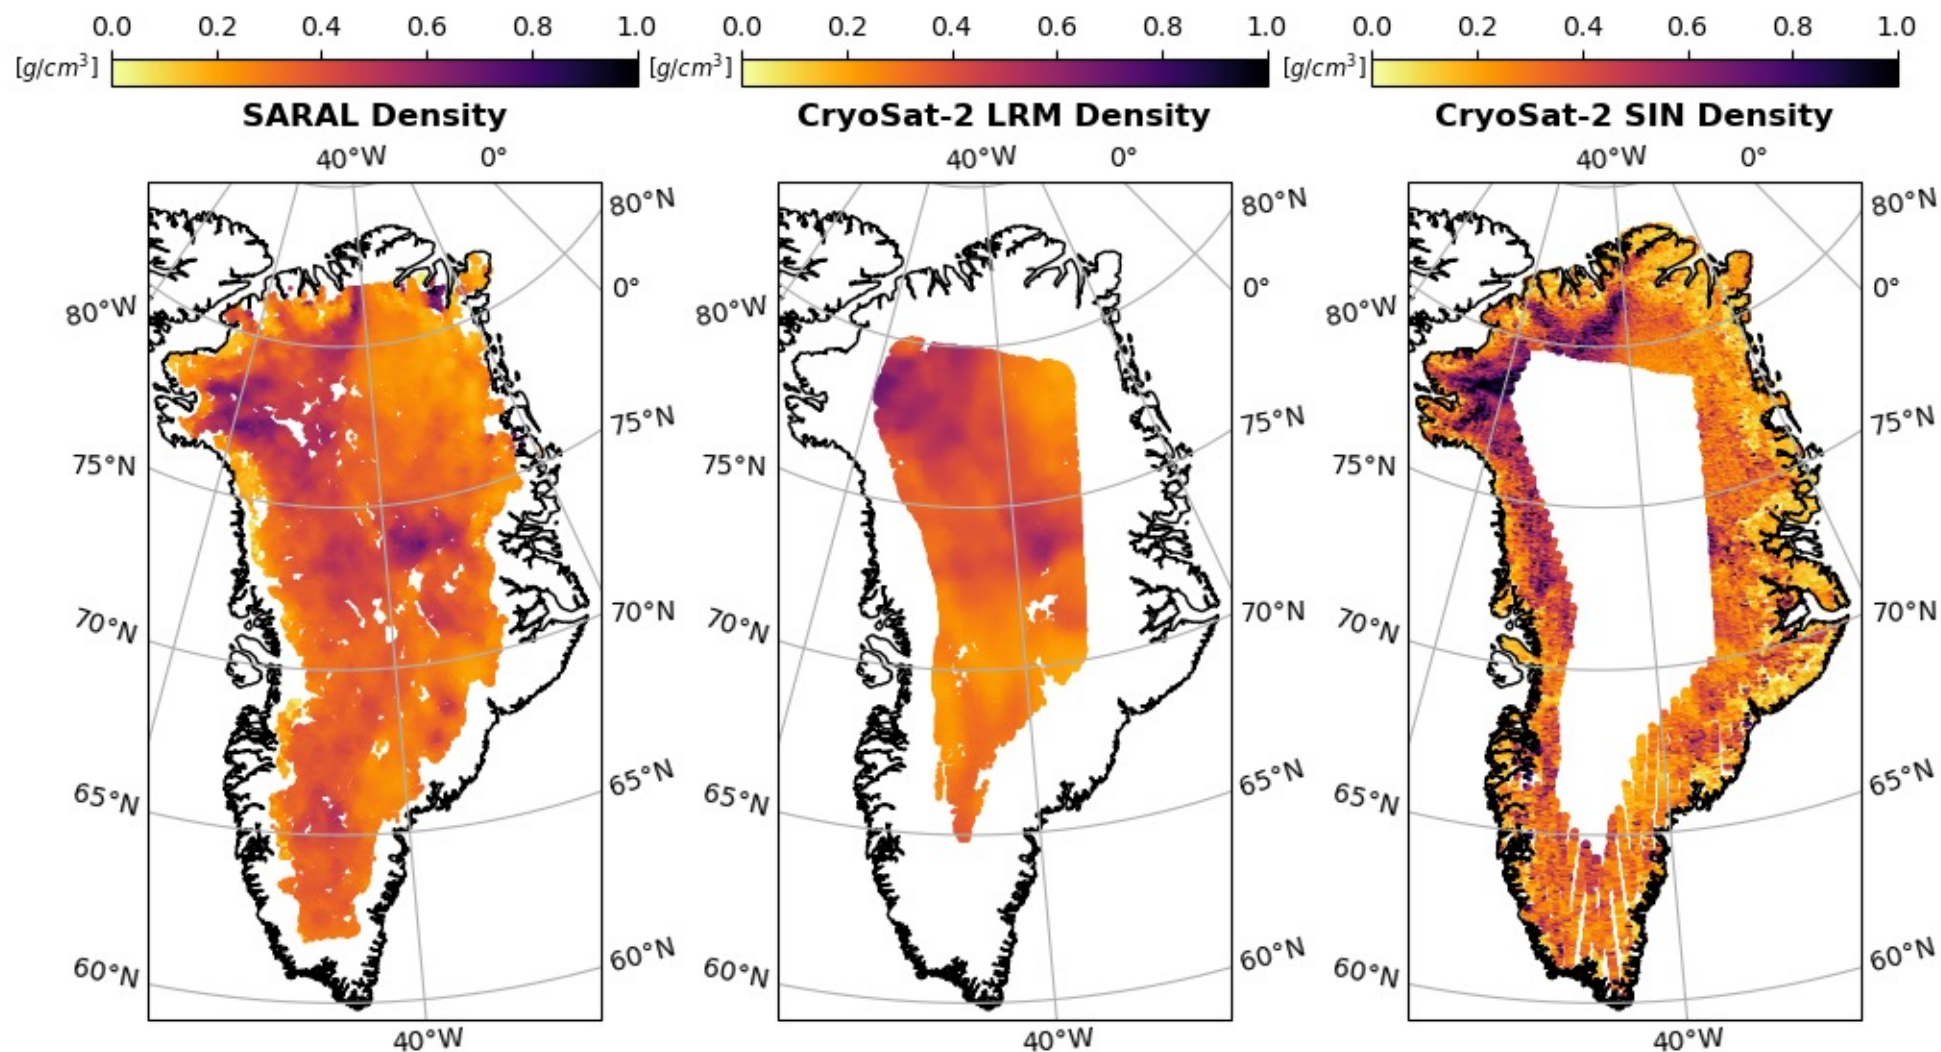 0.0 0.2 0.4 0.6 0.8 1.0 0.0 0.2 0.4 0.6 0.8 1.0 0.0 0.2 0.4 0.6 0.8 1.0
[g/cm³] [g/cm³] [g/cm³]
SARAL Density CryoSat-2 LRM Density CryoSat-2 SIN Density
40°W 0° 40°W 0° 40°W 0°
80°N 80°N 80°N
80°W 0° 80°W 0° 80°W 0°
75°N 75°N 75°N
75°N 75°N 75°N
70°N 70°N 70°N 70°N 70°N 70°N
65°N 65°N 65°N 65°N 65°N 65°N
60°N 60°N 60°N 60°N 60°N 60°N
40°W 40°W 40°W